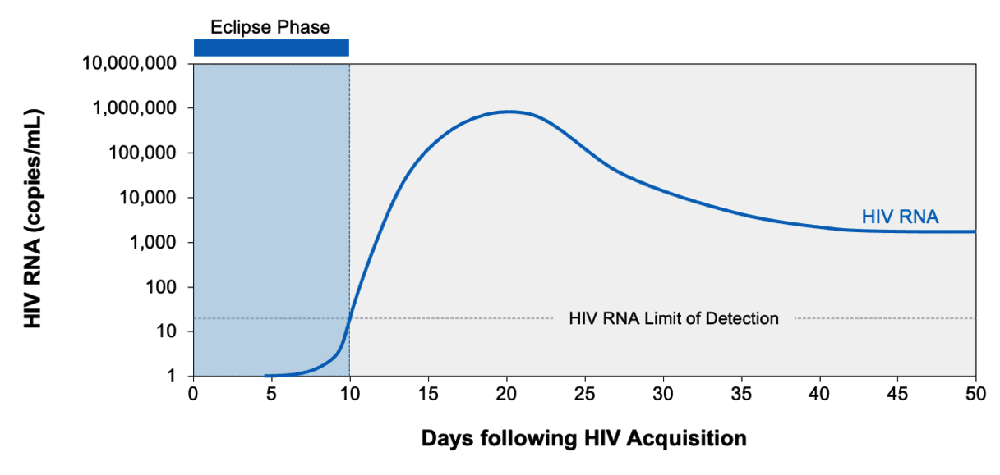 Eclipse Phase
HIV RNA (copies/mL)
10,000,000
1,000,000
100,000
10,000
1,000
100
10
1
HIV RNA
HIV RNA Limit of Detection
0 5 10 15 20 25 30 35 40 45 50
Days following HIV Acquisition